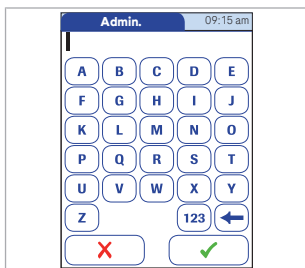 Admin. 09:15 am
A B C D E
F G H I J
K L M N O
P Q R S T
U V W X Y
Z 123